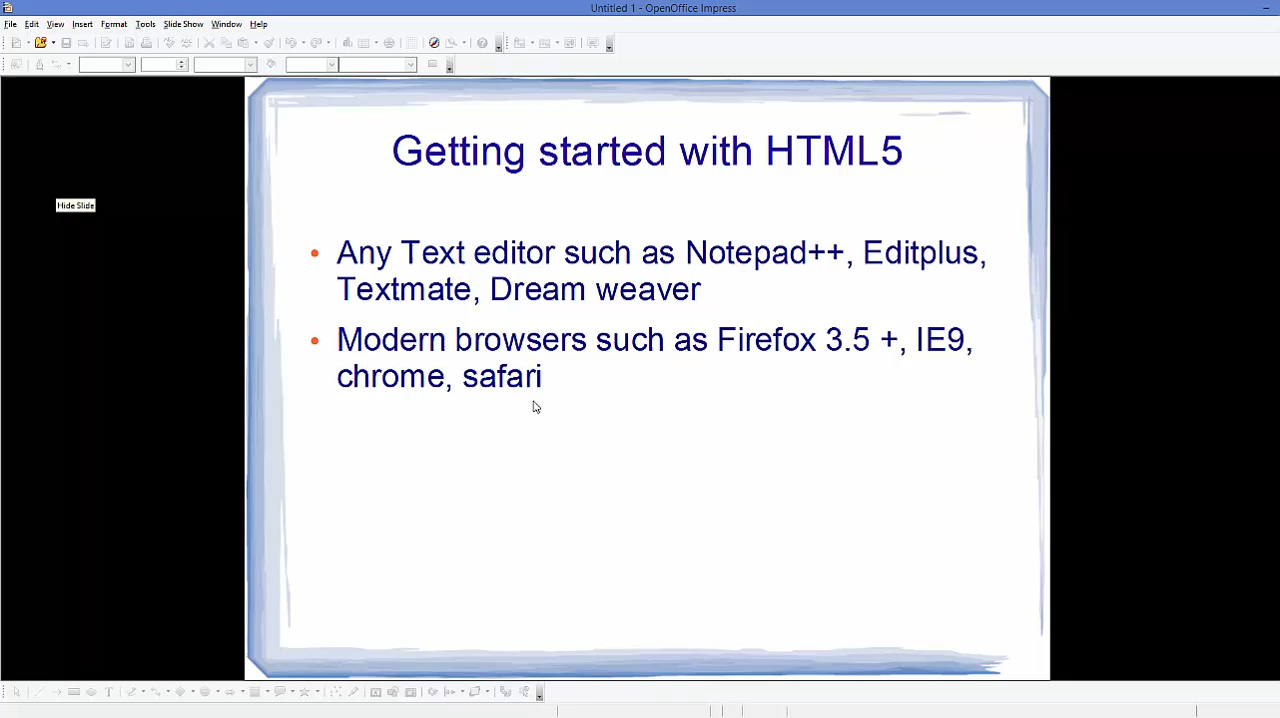 Untitled 1 - OpenOffice Impress
File Edit View Insert Format Tools Slide Show Window Help
Getting started with HTML5
Hide Slide
• Any Text editor such as Notepad++, Editplus,
Textmate, Dream weaver
• Modern browsers such as Firefox 3.5 +, IE9,
chrome, safari